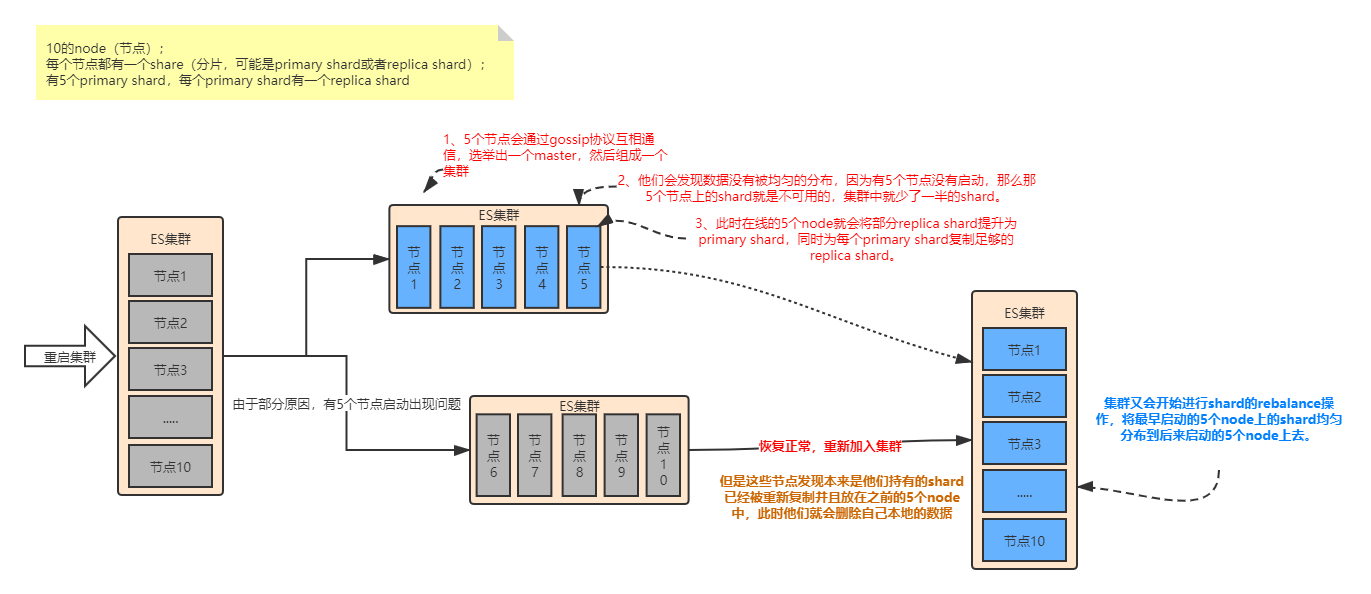 10的node（节点）；
每个节点都有一个share（分片，可能是primary shard或者replica shard）；
有5个primary shard，每个primary shard有一个replica shard
1、5个节点会通过gossip协议互相通
信，选举出一个master，然后组成一个
集群
2、他们会发现数据没有被均匀的分布，因为有5个节点没有启动，那么那
5个节点上的shard就是不可用的，集群中就少了一半的shard。
3、此时在线的5个node就会将部分replica shard提升为
primary shard，同时为每个primary shard复制足够的
replica shard。
ES集群
节点1
节点2
节点3
节点4
节点5
重启集群
ES集群
节点1
节点2
节点3
.....
节点10
由于部分原因，有5个节点启动出现问题
ES集群
节点6
节点7
节点8
节点9
节点10
恢复正常，重新加入集群
但是这些节点发现本来是他们持有的shard
已经被重新复制并且放在之前的5个node
中，此时他们就会删除自己本地的数据
ES集群
节点1
节点2
节点3
.....
节点10
集群又会开始进行shard的rebalance操
作，将最早启动的5个node上的shard均匀
分布到后来启动的5个node上去。